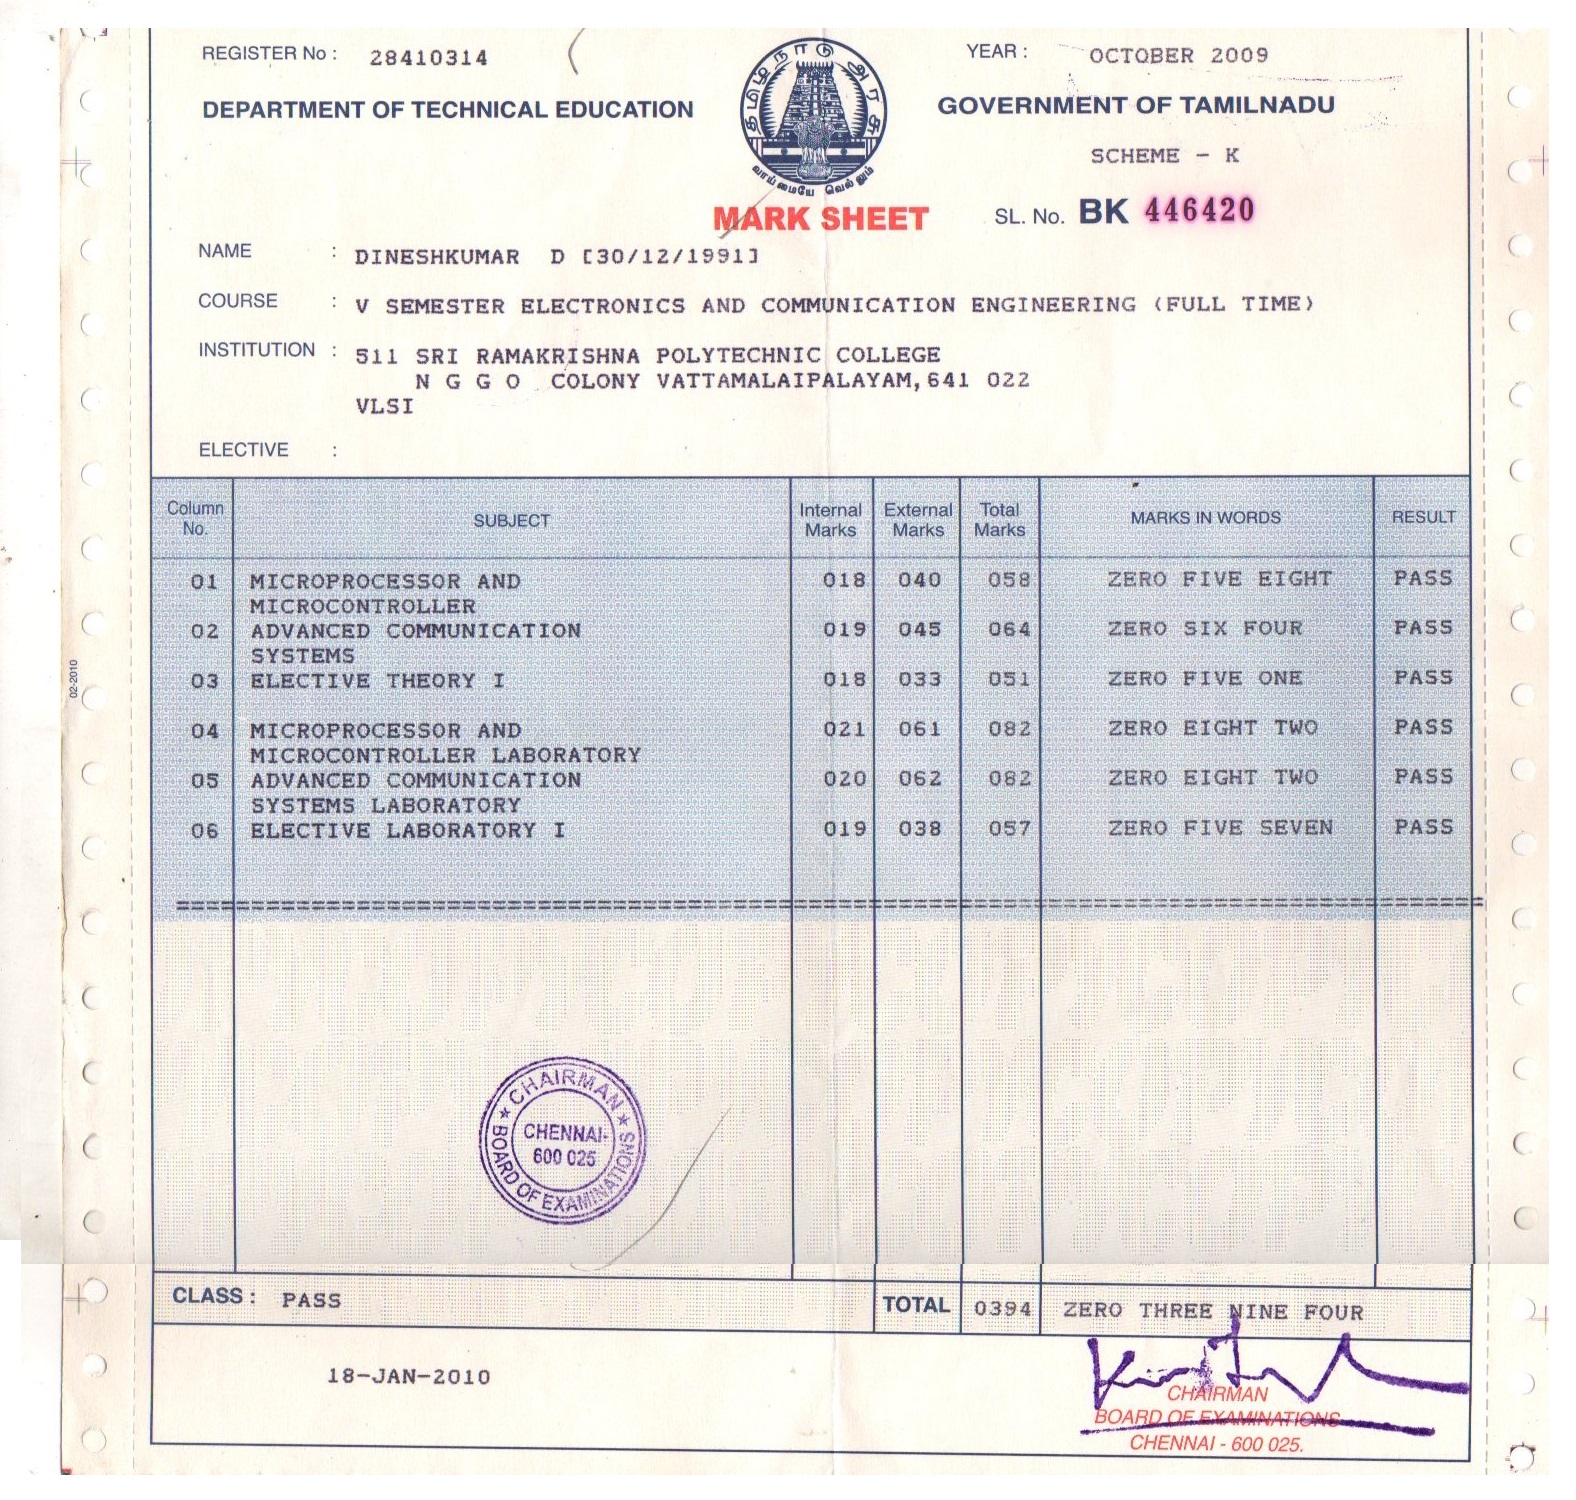 REGISTER No : 28410314
YEAR : OCTOBER 2009
தமிழ்நாடு அரசு
வாய்மையே வெல்லும்
DEPARTMENT OF TECHNICAL EDUCATION
GOVERNMENT OF TAMILNADU
SCHEME - K
MARK SHEET
SL. No. BK 446420
NAME : DINESHKUMAR D [30/12/1991]
COURSE : V SEMESTER ELECTRONICS AND COMMUNICATION ENGINEERING (FULL TIME)
INSTITUTION : 511 SRI RAMAKRISHNA POLYTECHNIC COLLEGE
N G G O COLONY VATTAMALAIPALAYAM,641 022
VLSI
ELECTIVE :
Column No. SUBJECT Internal Marks External Marks Total Marks MARKS IN WORDS RESULT
01 MICROPROCESSOR AND 018 040 058 ZERO FIVE EIGHT PASS
MICROCONTROLLER
02 ADVANCED COMMUNICATION 019 045 064 ZERO SIX FOUR PASS
SYSTEMS
03 ELECTIVE THEORY I 018 033 051 ZERO FIVE ONE PASS
04 MICROPROCESSOR AND 021 061 082 ZERO EIGHT TWO PASS
MICROCONTROLLER LABORATORY
05 ADVANCED COMMUNICATION 020 062 082 ZERO EIGHT TWO PASS
SYSTEMS LABORATORY
06 ELECTIVE LABORATORY I 019 038 057 ZERO FIVE SEVEN PASS
02-2010
CHAIRMAN
CHENNAI-
600 025
BOARD OF EXAMINATIONS
CLASS : PASS TOTAL 0394 ZERO THREE NINE FOUR
18-JAN-2010
CHAIRMAN
BOARD OF EXAMINATIONS
CHENNAI - 600 025.